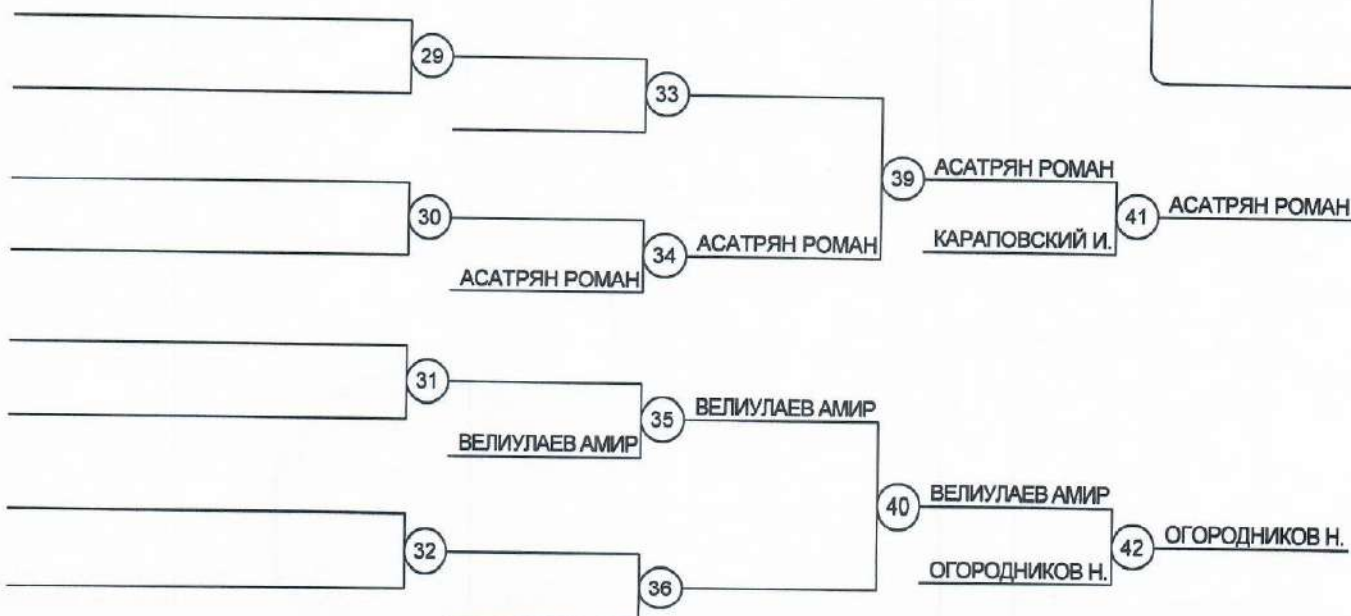 29
33
39 АСАТРЯН РОМАН
30
41 АСАТРЯН РОМАН
34 АСАТРЯН РОМАН
КАРАПОВСКИЙ И.
АСАТРЯН РОМАН
31
35 ВЕЛИУЛАЕВ АМИР
ВЕЛИУЛАЕВ АМИР
40 ВЕЛИУЛАЕВ АМИР
32
42 ОГОРОДНИКОВ Н.
36
ОГОРОДНИКОВ Н.